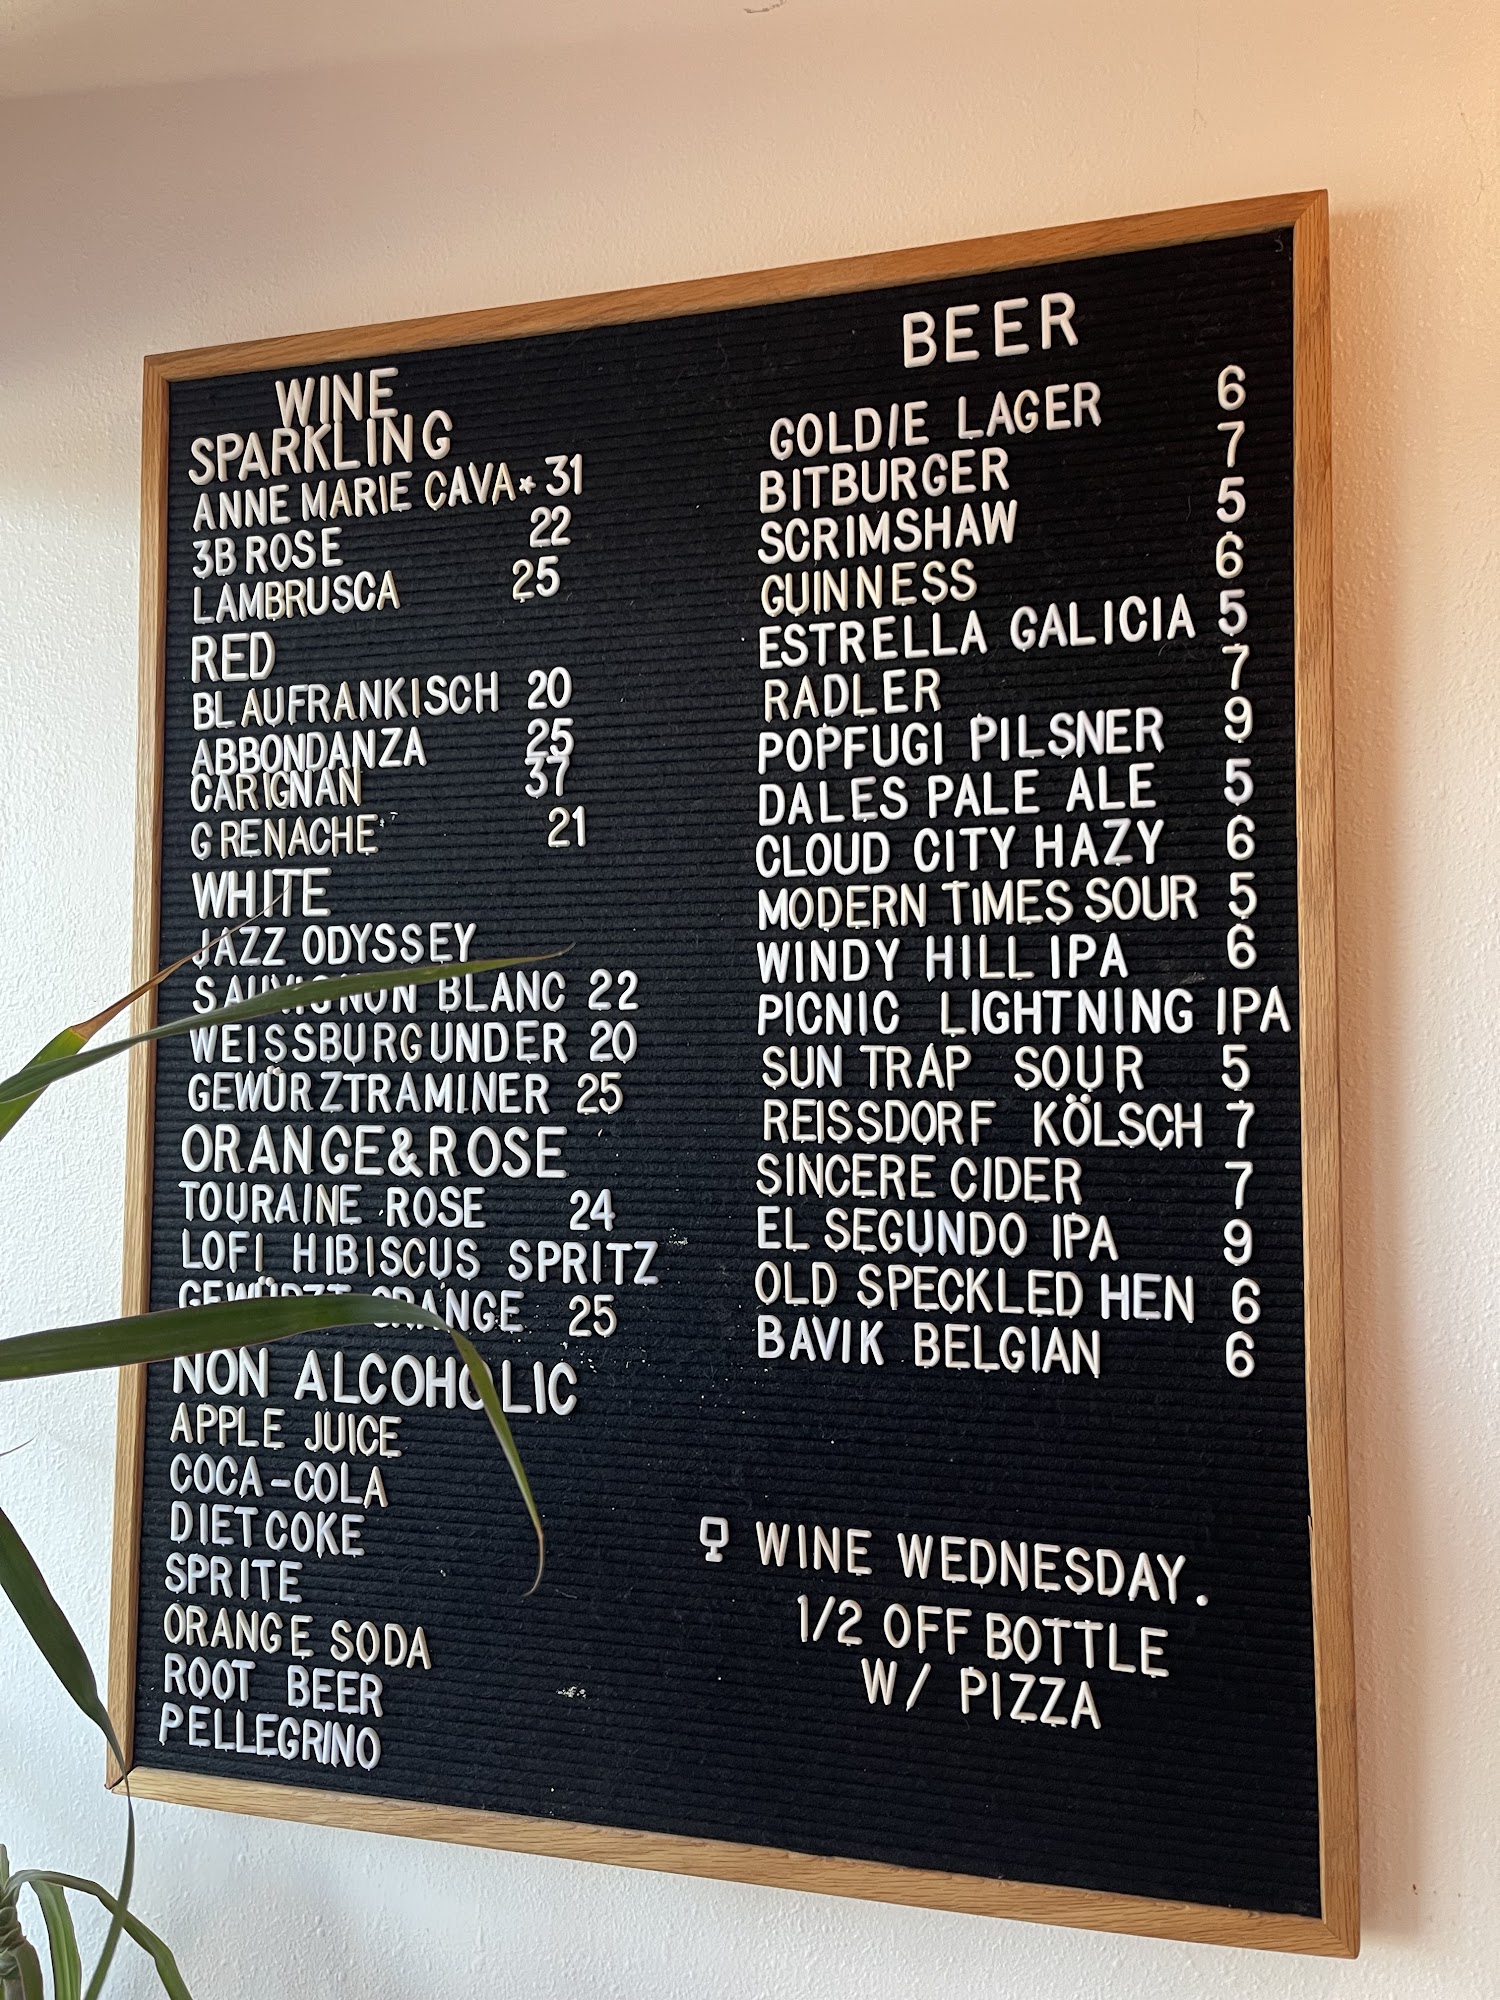 WINE
SPARKLING
ANNE MARIE CAVA* 31
3B ROSE 22
LAMBRUSCA 25
RED
BLAUFRANKISCH 20
ABBONDANZA 25
CARIGNAN 37
GRENACHE 21
WHITE
JAZZ ODYSSEY
SAUVIGNON BLANC 22
WEISSBURGUNDER 20
GEWÜRZTRAMINER 25
ORANGE&ROSE
TOURAINE ROSE 24
LOFI HIBISCUS SPRITZ
GEWÜRZT ORANGE 25
NON ALCOHOLIC
APPLE JUICE
COCA-COLA
DIET COKE
SPRITE
ORANGE SODA
ROOT BEER
PELLEGRINO
BEER
GOLDIE LAGER 6
BITBURGER 7
SCRIMSHAW 5
GUINNESS 6
ESTRELLA GALICIA 5
RADLER 7
POPFUGI PILSNER 9
DALES PALE ALE 5
CLOUD CITY HAZY 6
MODERN TIMES SOUR 5
WINDY HILL IPA 6
PICNIC LIGHTNING IPA
SUN TRAP SOUR 5
REISSDORF KÖLSCH 7
SINCERE CIDER 7
EL SEGUNDO IPA 9
OLD SPECKLED HEN 6
BAVIK BELGIAN 6
WINE WEDNESDAY.
1/2 OFF BOTTLE
W/ PIZZA